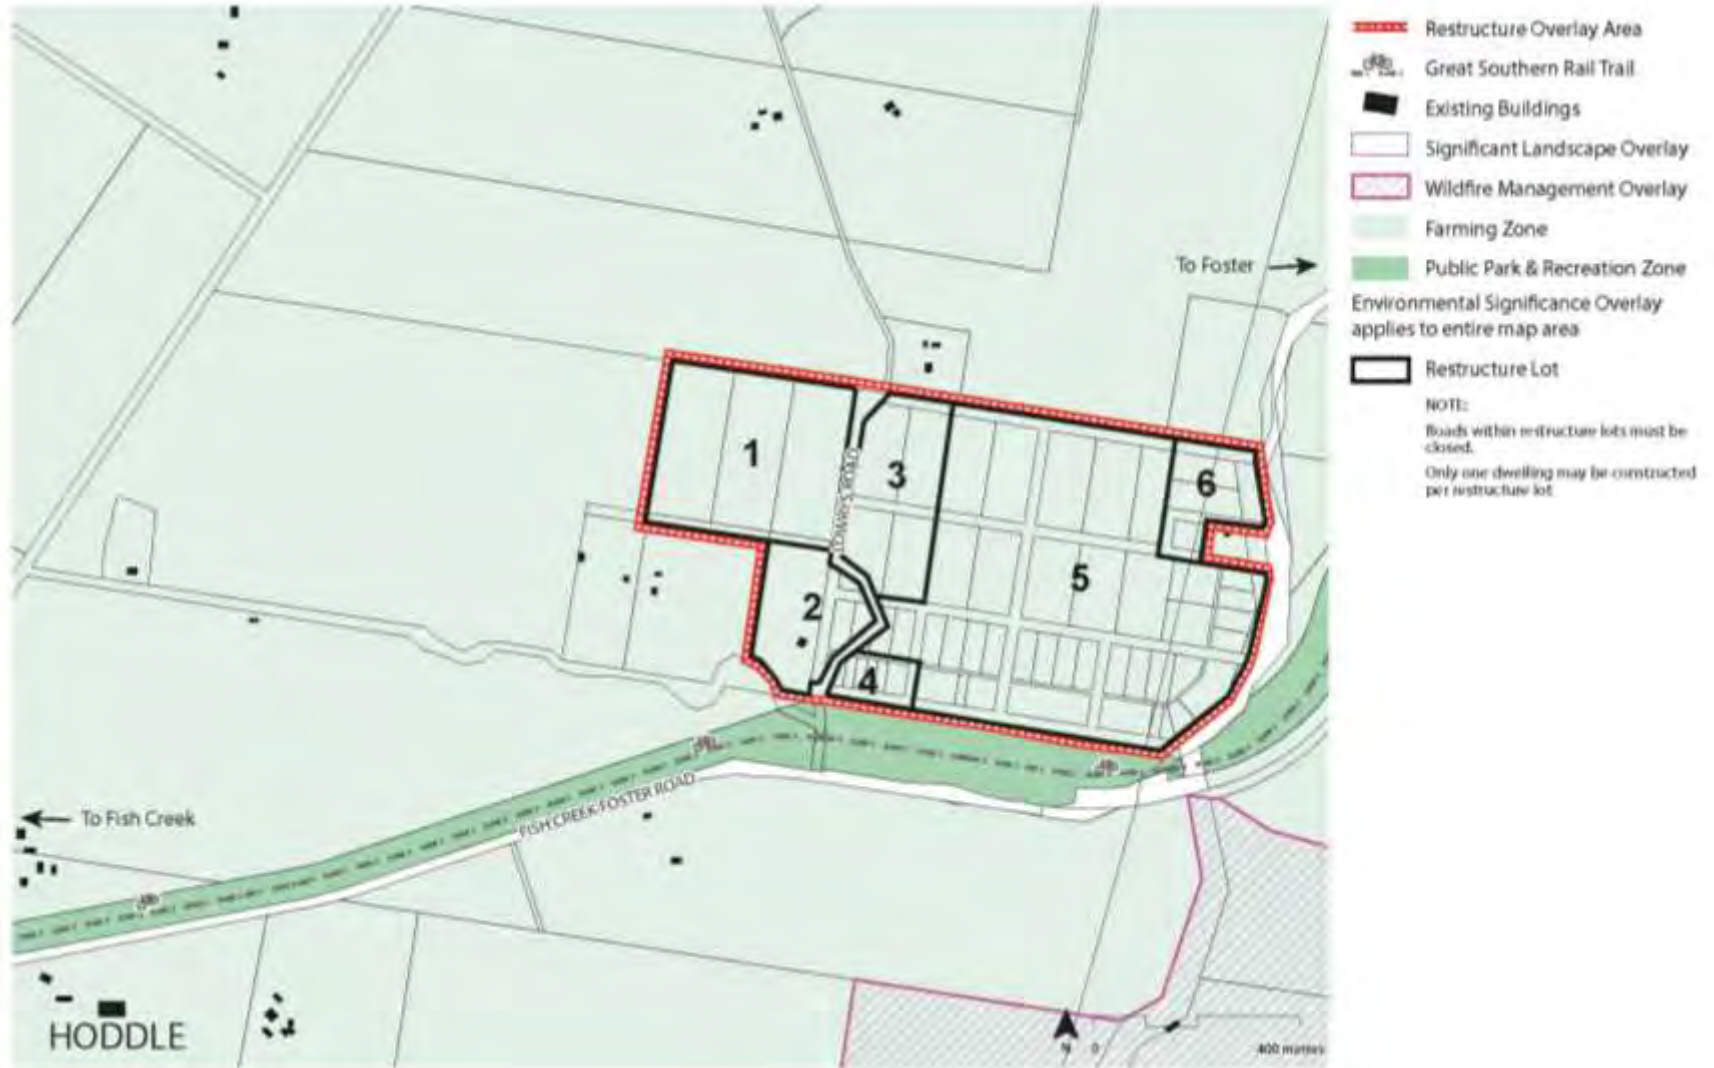 Restructure Overlay Area
Great Southern Rail Trail
Existing Buildings
Significant Landscape Overlay
Wildfire Management Overlay
Farming Zone
Public Park & Recreation Zone
Environmental Significance Overlay
applies to entire map area
Restructure Lot
NOTE:
Roads within restructure lots must be
closed.
Only one dwelling may be constructed
per restructure lot
To Foster
1
3
6
5
2
4
ROAD
To Fish Creek
FISH CREEK-FOSTER ROAD
HODDLE
N
0
400 metres